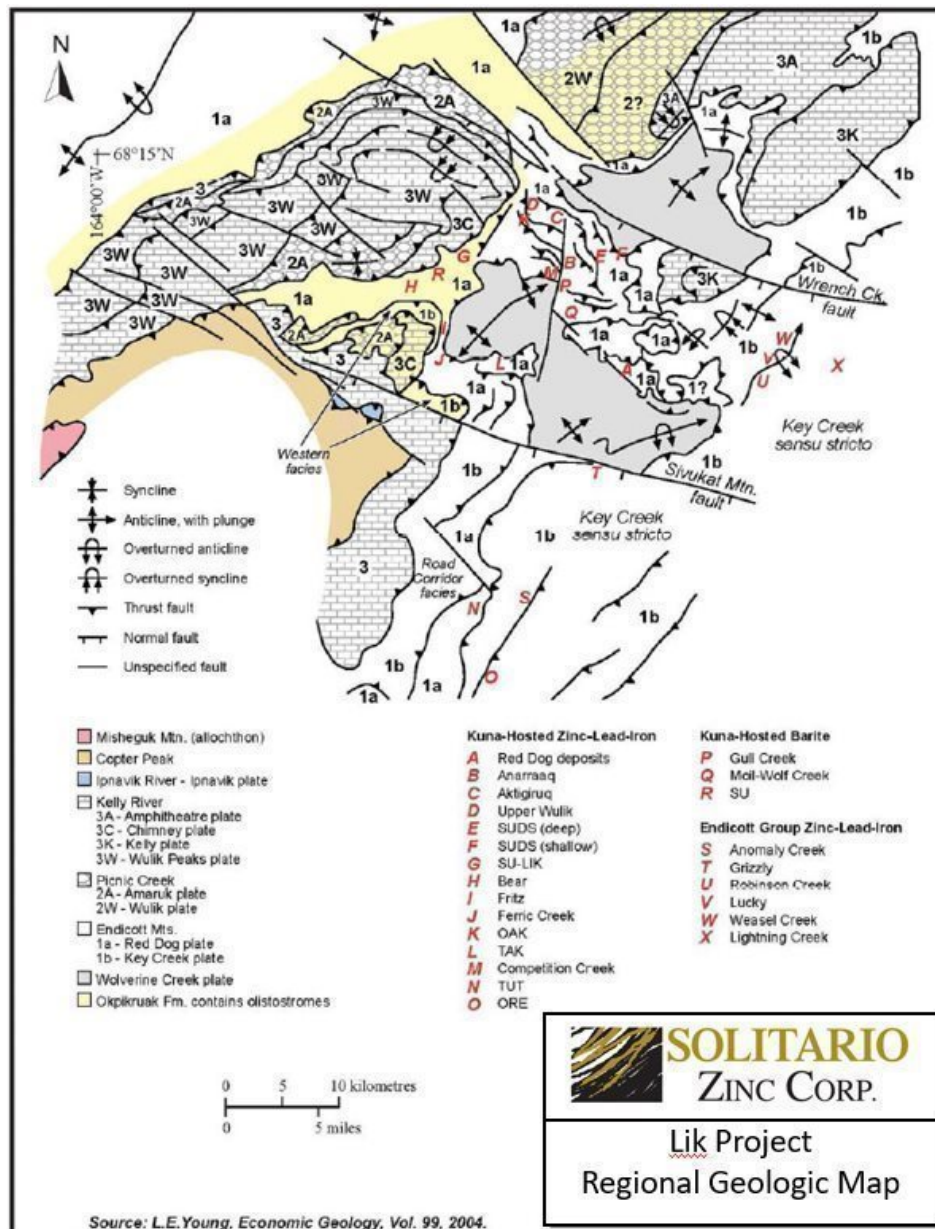 N
68°15'N
164°00'W
1a
2A
3W
2A
2W
2?
3A
1a
1b
3A
1b
3K
1b
1a
2A
3W
3
2A
3W
3W
3W
3W
3W
3W
3C
1a
D
C
K
B
E
F
1a
M
P
Q
3K
1b
Wrench Ck.
fault
G
R
H
1a
2A
3W
3W
3W
1a
3
2A
2A
1b
3C
I
J
L
1a
1a
1a
1a
A
1a
1?
1b
W
V
U
X
3
1b
1a
Western
facies
Key Creek
sensu stricto
1b
Sivukat Mtn.
fault
T
Key Creek
sensu stricto
1b
1b
1a
3
Road
Corridor
facies
N
S
1b
1b
1a
1a
O
Syncline
Anticline, with plunge
Overturned anticline
Overturned syncline
Thrust fault
Normal fault
Unspecified fault
Misheguk Mtn. (allochthon)
Copter Peak
Ipnavik River - Ipnavik plate
Kelly River
3A - Amphitheatre plate
3C - Chimney plate
3K - Kelly plate
3W - Wulik Peaks plate
Picnic Creek
2A - Amaruk plate
2W - Wulik plate
Endicott Mts.
1a - Red Dog plate
1b - Key Creek plate
Wolverine Creek plate
Okpikruak Fm. contains olistostromes
Kuna-Hosted Zinc-Lead-Iron
A Red Dog deposits
B Anarraaq
C Aktigiruq
D Upper Wulik
E SUDS (deep)
F SUDS (shallow)
G SU-LIK
H Bear
I Fritz
J Ferric Creek
K OAK
L TAK
M Competition Creek
N TUT
O ORE
Kuna-Hosted Barite
P Gull Creek
Q Moil-Wolf Creek
R SU
Endicott Group Zinc-Lead-Iron
S Anomaly Creek
T Grizzly
U Robinson Creek
V Lucky
W Weasel Creek
X Lightning Creek
0 5 10 kilometres
0 5 miles
SOLITARIO
ZINC CORP.
Lik Project
Regional Geologic Map
Source: L.E.Young, Economic Geology, Vol. 99, 2004.